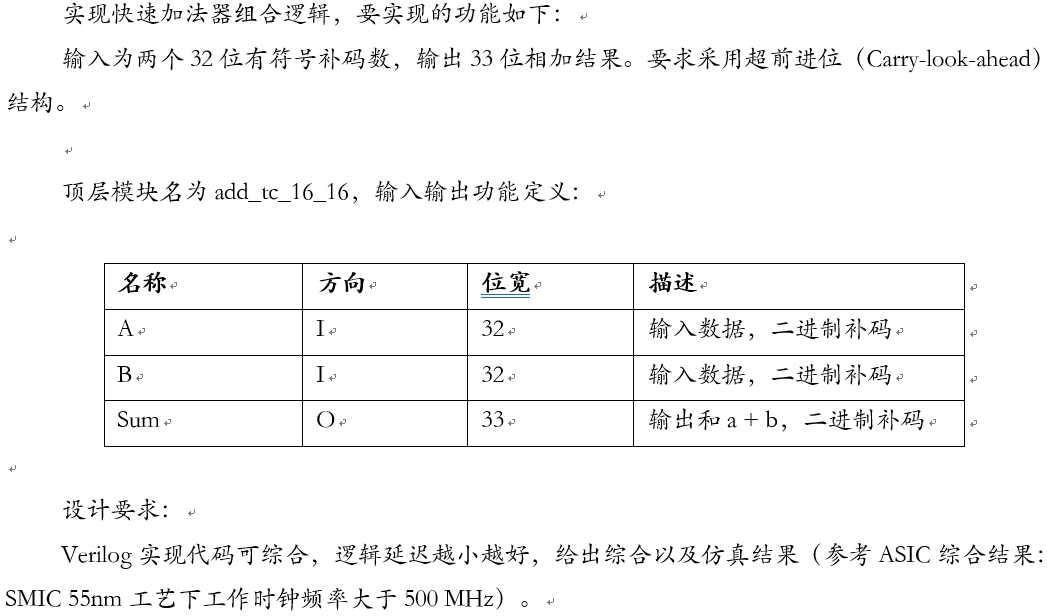 实现快速加法器组合逻辑，要实现的功能如下：
输入为两个 32 位有符号补码数，输出 33 位相加结果。要求采用超前进位（Carry-look-ahead）
结构。
顶层模块名为 add_tc_16_16，输入输出功能定义：
名称 方向 位宽 描述
A I 32 输入数据，二进制补码
B I 32 输入数据，二进制补码
Sum O 33 输出和 a + b，二进制补码
设计要求：
Verilog 实现代码可综合，逻辑延迟越小越好，给出综合以及仿真结果（参考 ASIC 综合结果：
SMIC 55nm 工艺下工作时钟频率大于 500 MHz）。